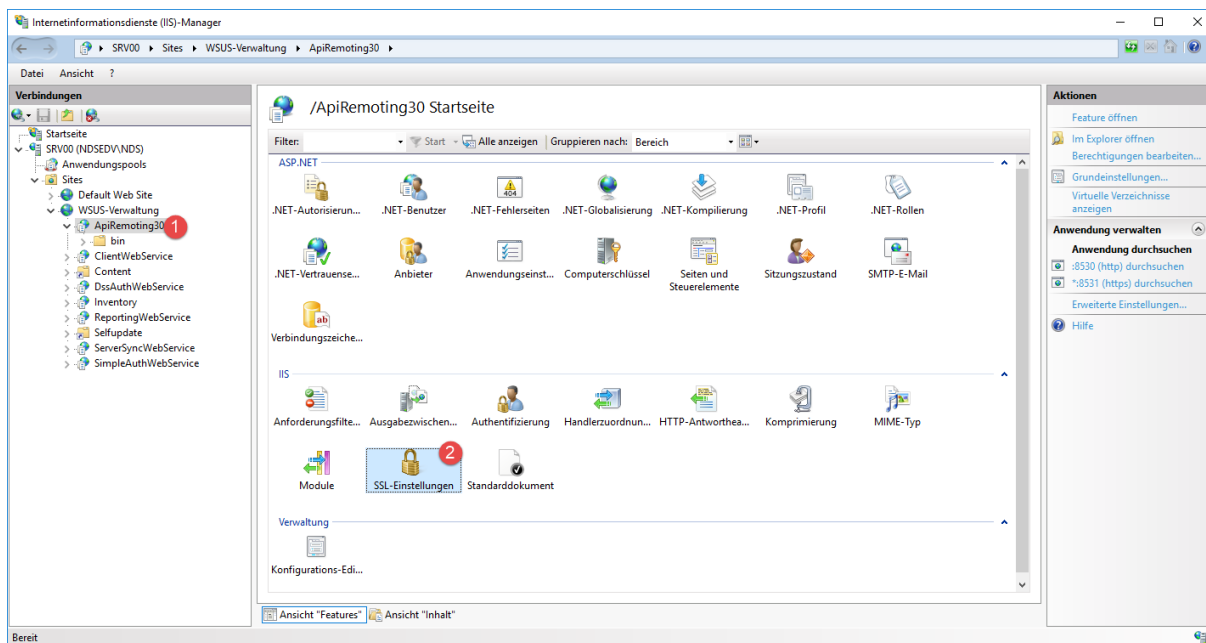 Internetinformationsdienste (IIS)-Manager
SRV00 Sites WSUS-Verwaltung ApiRemoting30
Datei Ansicht ?
Verbindungen
Startseite
SRV00 (NDSEDV\NDS)
Anwendungspools
Sites
Default Web Site
WSUS-Verwaltung
ApiRemoting30
1
bin
ClientWebService
Content
DssAuthWebService
Inventory
ReportingWebService
Selfupdate
ServerSyncWebService
SimpleAuthWebService
/ApiRemoting30 Startseite
Filter: Start Alle anzeigen Gruppieren nach: Bereich
ASP.NET
.NET-Autorisierun... .NET-Benutzer .NET-Fehlerseiten .NET-Globalisierung .NET-Kompilierung .NET-Profil .NET-Rollen
404
.NET-Vertrauense... Anbieter Anwendungseinst... Computerschlüssel Seiten und Steuerelemente Sitzungszustand SMTP-E-Mail
ab
Verbindungszeiche...
IIS
Anforderungsfilte... Ausgabezwischen... Authentifizierung Handlerzuordnun... HTTP-Antworthea... Komprimierung MIME-Typ
2
Module SSL-Einstellungen Standarddokument
Verwaltung
Konfigurations-Edi...
Ansicht "Features" Ansicht "Inhalt"
Aktionen
Feature öffnen
Im Explorer öffnen
Berechtigungen bearbeiten...
Grundeinstellungen...
Virtuelle Verzeichnisse
anzeigen
Anwendung verwalten
Anwendung durchsuchen
:8530 (http) durchsuchen
*:8531 (https) durchsuchen
Erweiterte Einstellungen...
Hilfe
Bereit